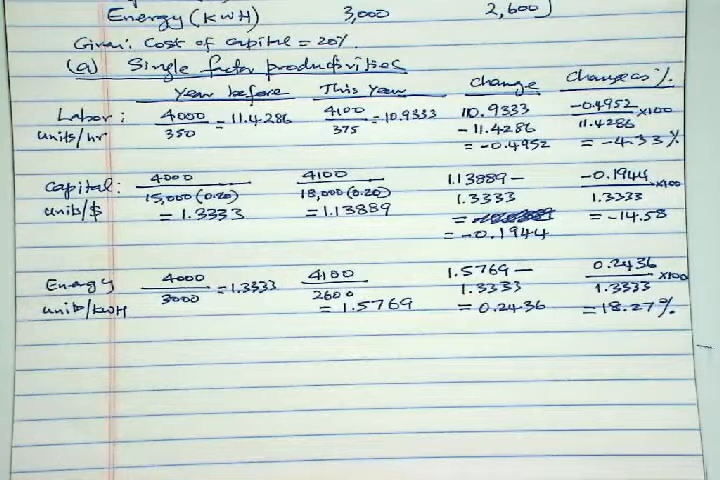 Energy (KWH) 3,000 2,600
Given: Cost of capital = 20%.
(a) Single factor productivities
Year before This Year change change as %
Labor: 4000/350 = 11.4286 4100/375 = 10.9333 10.9333 -0.4952/11.4286 x100
units/hr - 11.4286 = -4.33%
= -0.4952
Capital: 4000/15,000(0.20) 4100/18,000(0.20) 1.13889 - -0.1944/1.3333 x100
units/$ = 1.3333 = 1.13889 1.3333 = -14.58
= -0.1944
Energy 4000/3000 = 1.3333 4100/2600 1.5769 - 0.2436/1.3333 x100
units/kWH = 1.5769 1.3333 = 18.27%
= 0.2436